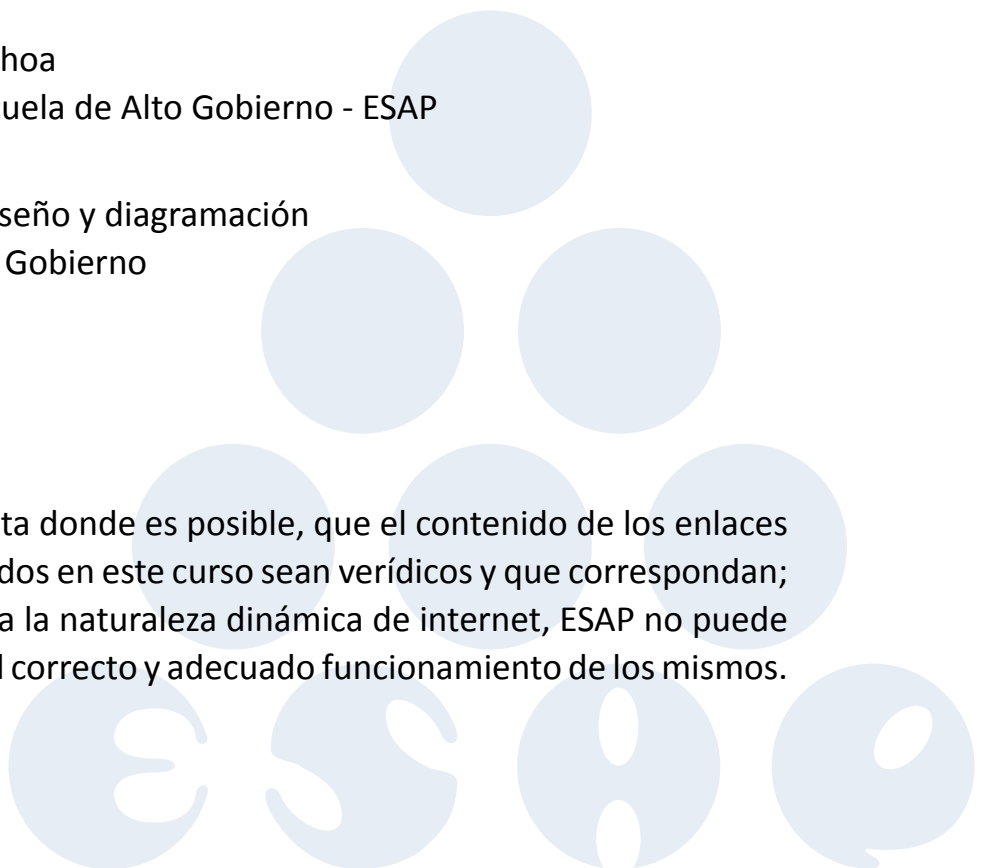 hoa
uela de Alto Gobierno - ESAP
seño y diagramación
Gobierno
ta donde es posible, que el contenido de los enlaces
dos en este curso sean verídicos y que correspondan;
a la naturaleza dinámica de internet, ESAP no puede
l correcto y adecuado funcionamiento de los mismos.
ESAP